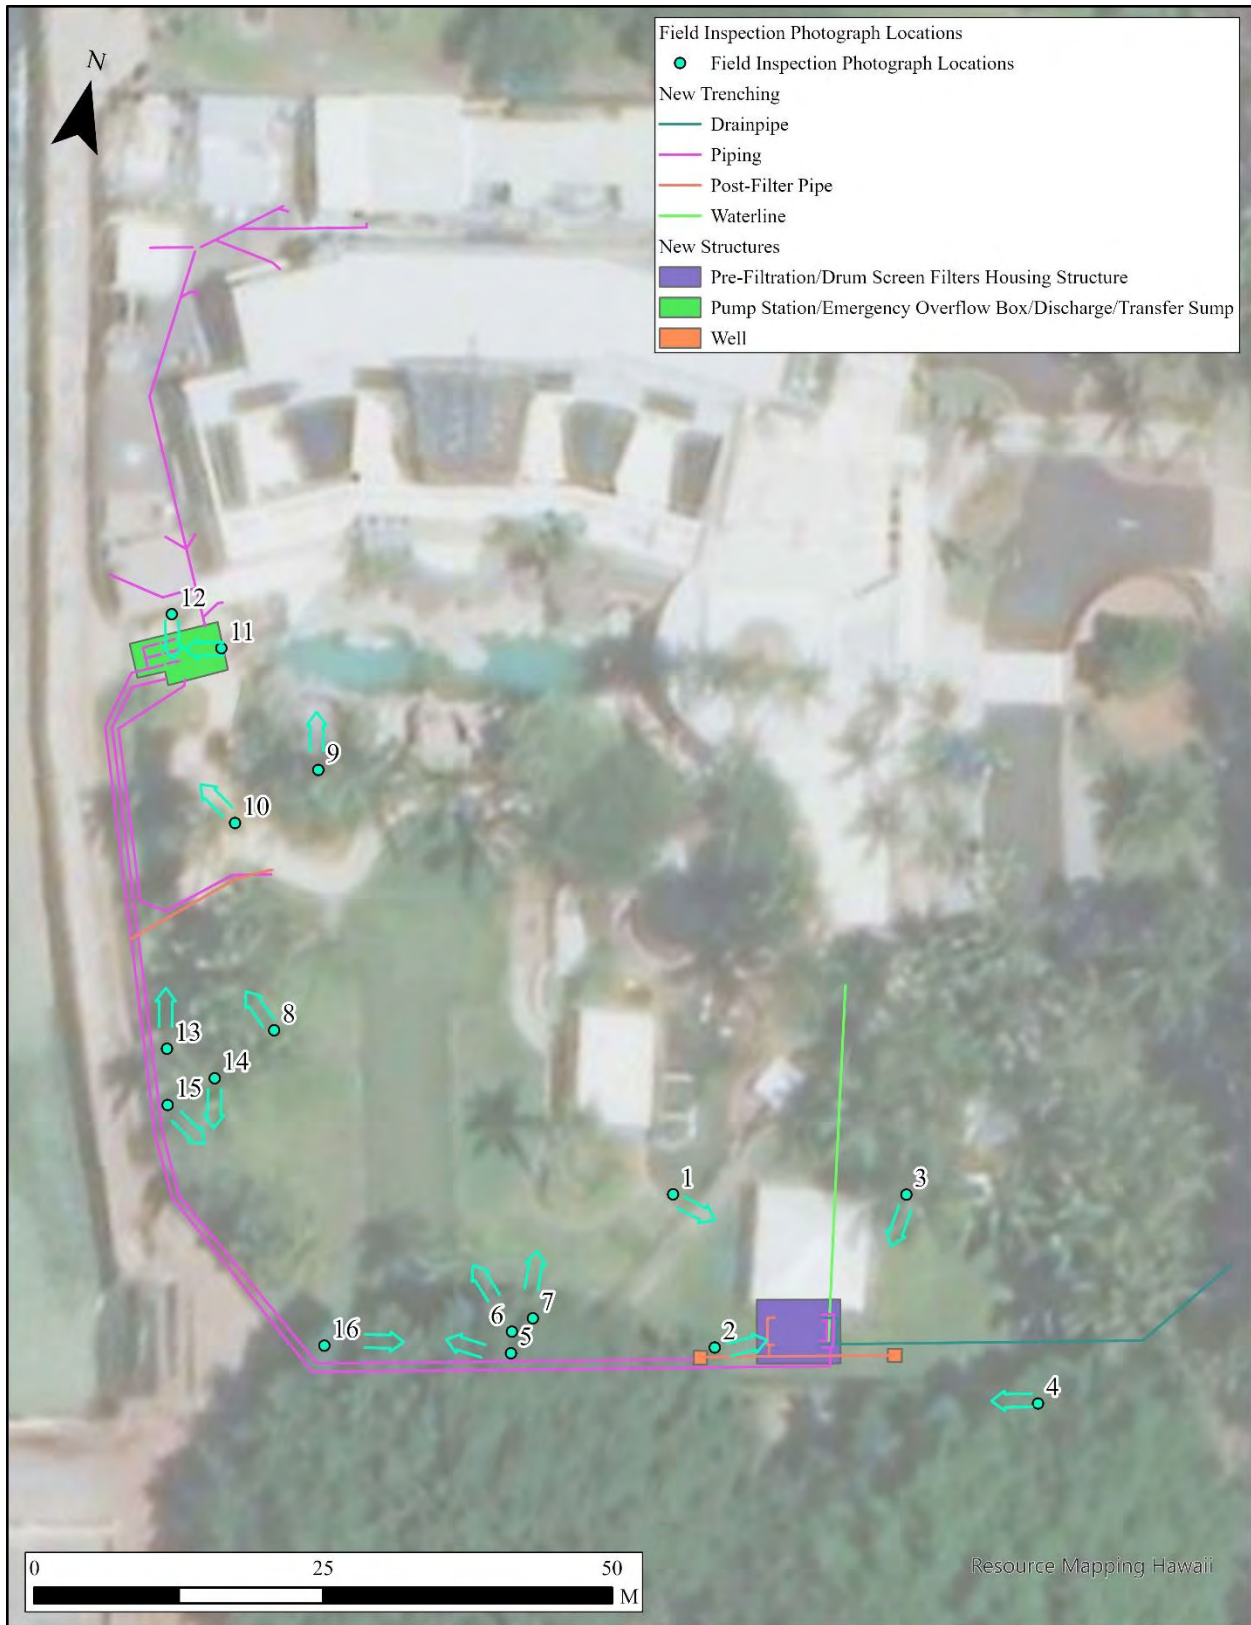 N
Field Inspection Photograph Locations
Field Inspection Photograph Locations
New Trenching
Drainpipe
Piping
Post-Filter Pipe
Waterline
New Structures
Pre-Filtration/Drum Screen Filters Housing Structure
Pump Station/Emergency Overflow Box/Discharge/Transfer Sump
Well
12
11
9
10
8
13
14
15
1
3
7
6
16
2
5
4
0 25 50
M
Resource Mapping Hawaii